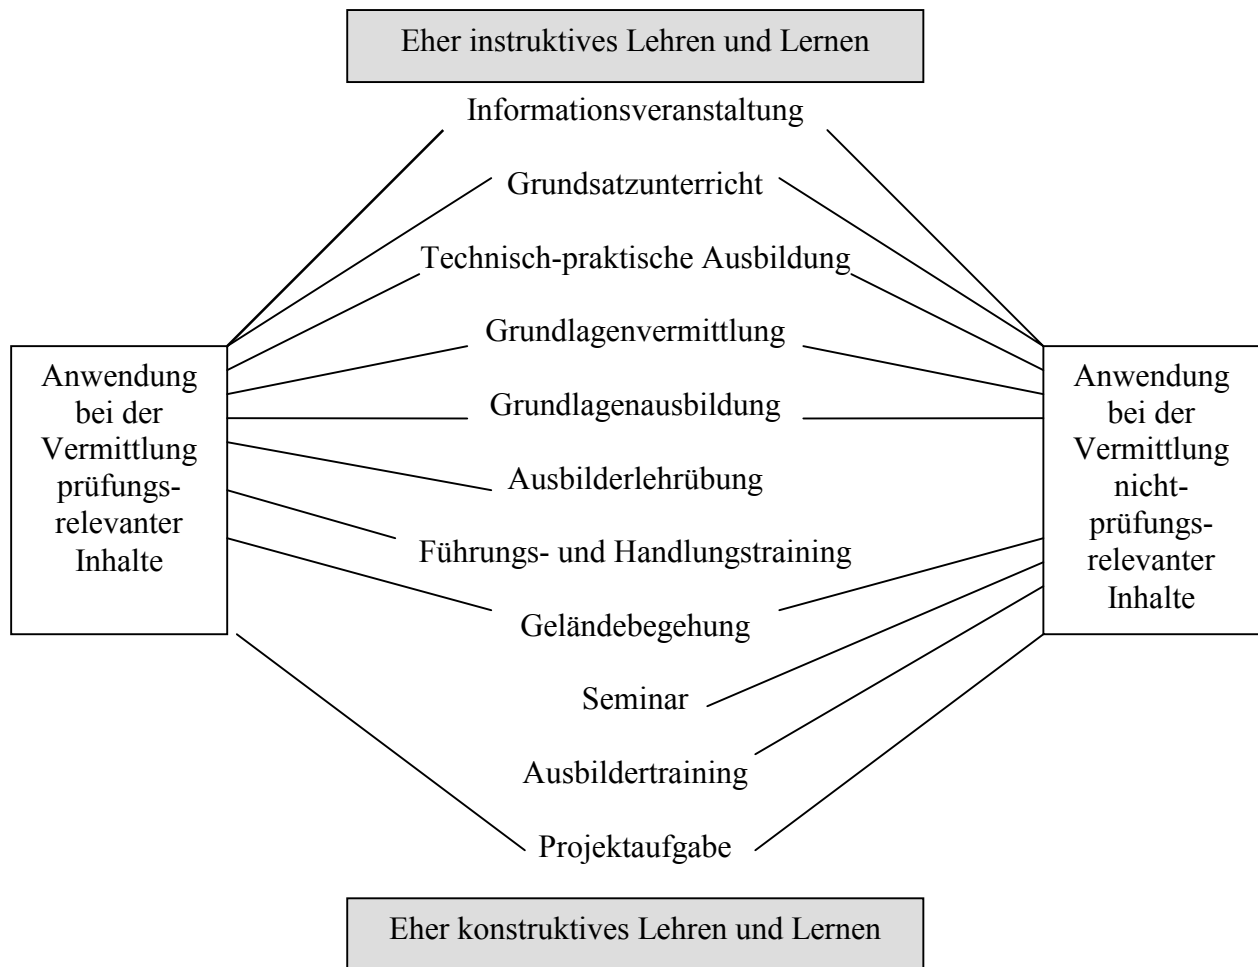 Eher instruktives Lehren und Lernen
Informationsveranstaltung
Grundsatzunterricht
Technisch-praktische Ausbildung
Grundlagenvermittlung
Grundlagenausbildung
Ausbilderlehrübung
Führungs- und Handlungstraining
Geländebegehung
Seminar
Ausbildertraining
Projektaufgabe
Anwendung
bei der
Vermittlung
prüfungs-
relevanter
Inhalte
Anwendung
bei der
Vermittlung
nicht-
prüfungs-
relevanter
Inhalte
Eher konstruktives Lehren und Lernen